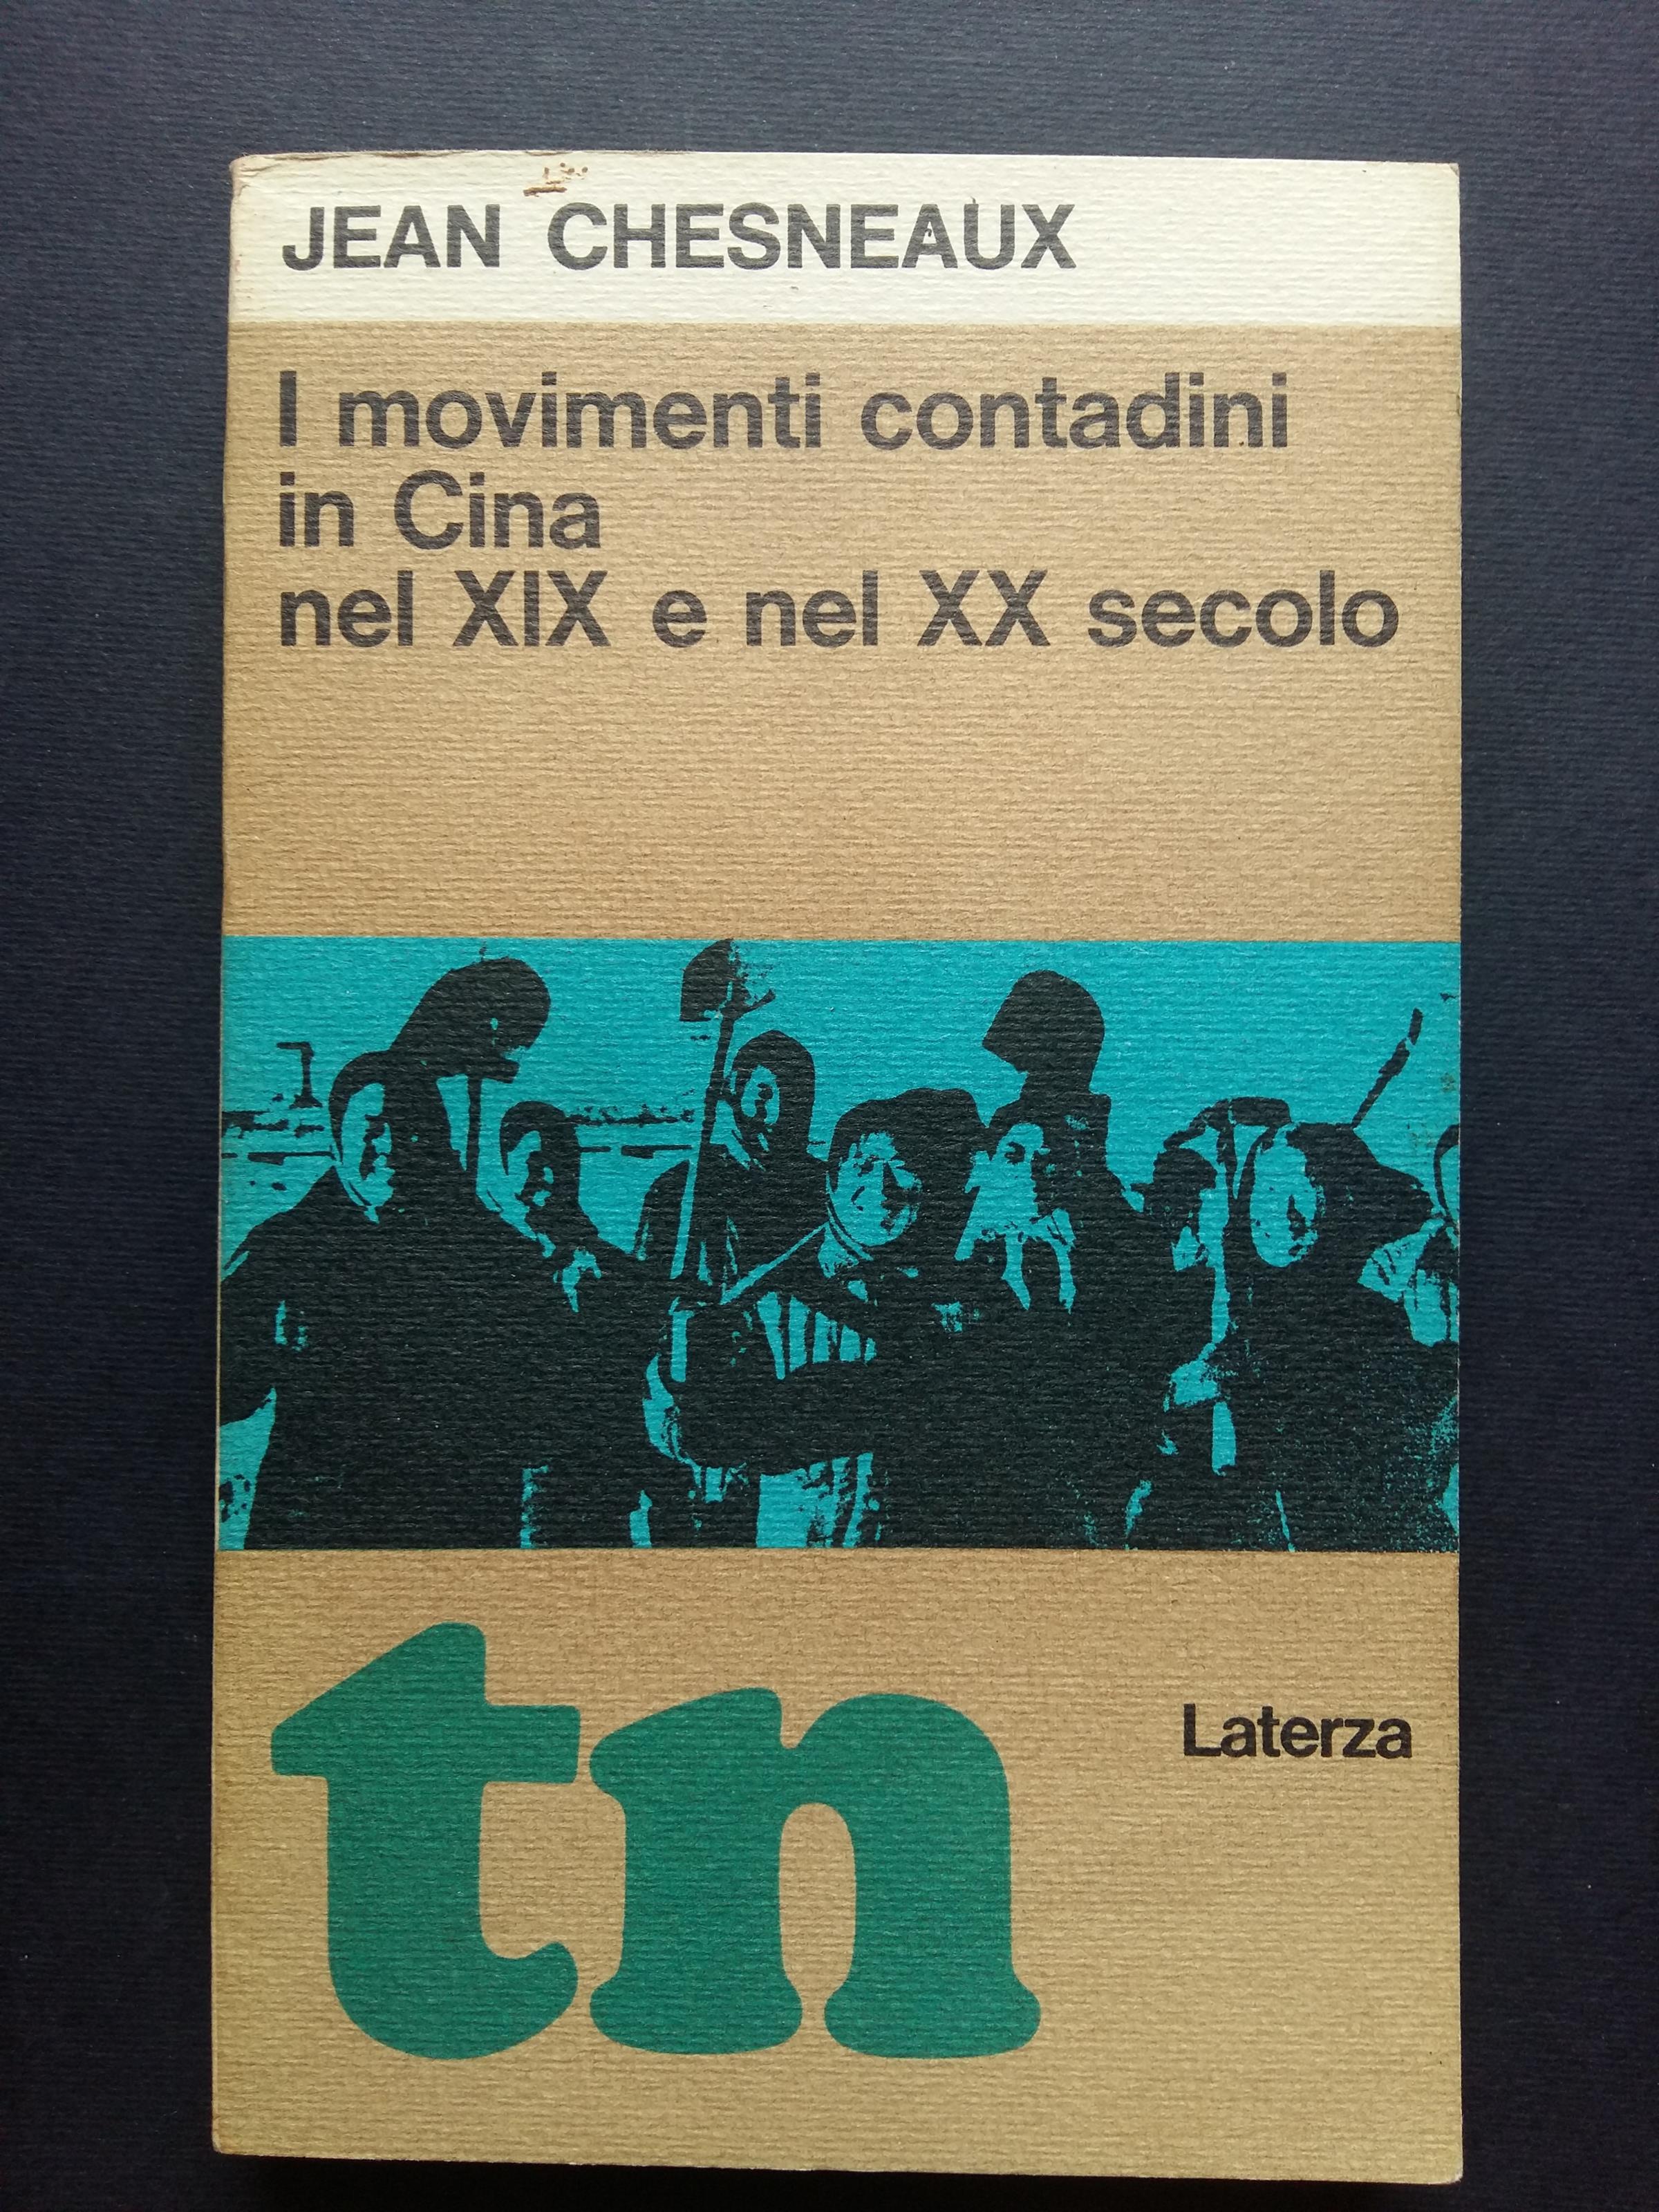 JEAN CHESNEAUX
I movimenti contadini
in Cina
nel XIX e nel XX secolo
tn
Laterza